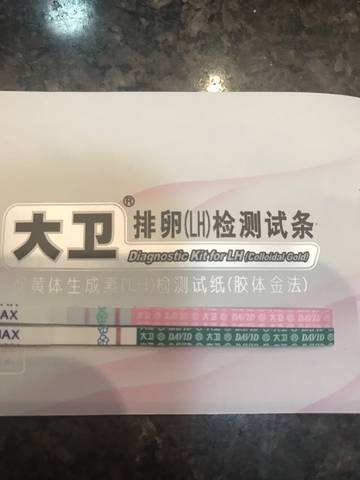 大卫® 排卵(LH)检测试条
Diagnostic Kit for LH (Colloidal Gold)
黄体生成素(LH)检测试纸(胶体金法)
MAX 大卫 DAVID 大卫 DAVID 大卫
MAX 大卫 DAVID 大卫 DAVID 大卫 DAVID